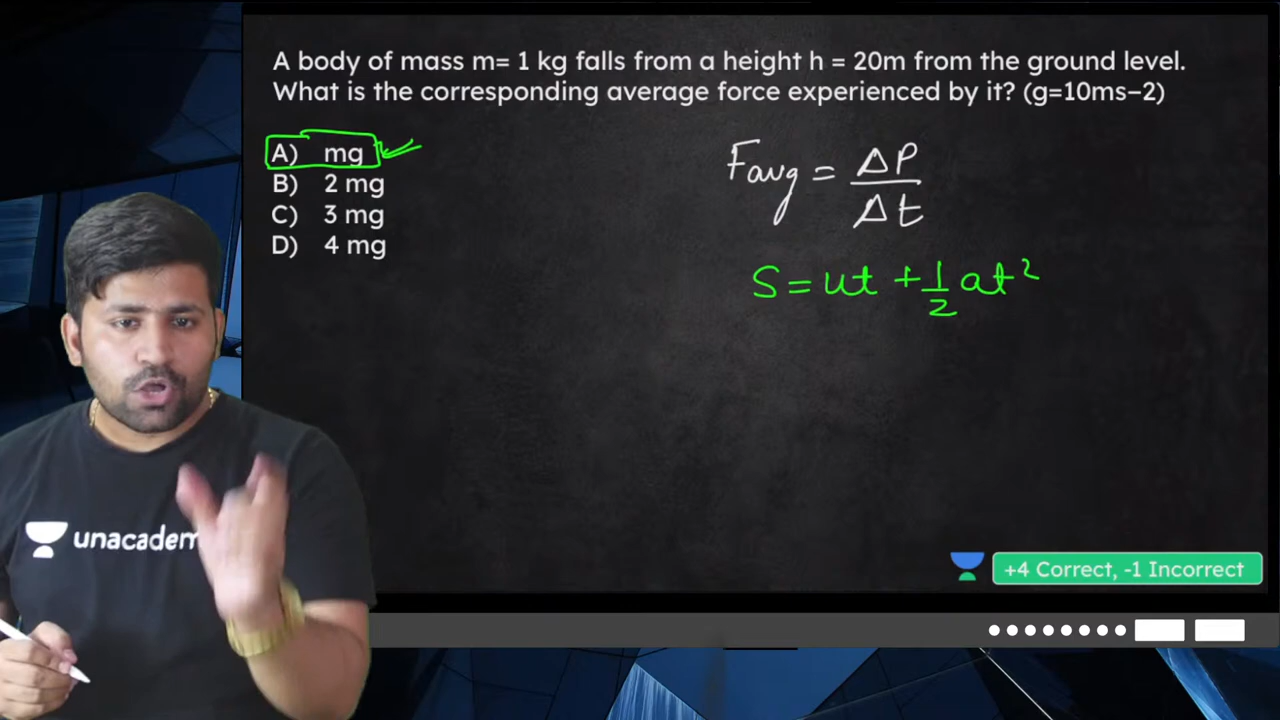 A body of mass m= 1 kg falls from a height h = 20m from the ground level.
What is the corresponding average force experienced by it? (g=10ms−2)
A) mg
B) 2 mg
C) 3 mg
D) 4 mg
Favg = ΔP / Δt
S = ut + 1/2 at²
unacadem
+4 Correct, -1 Incorrect